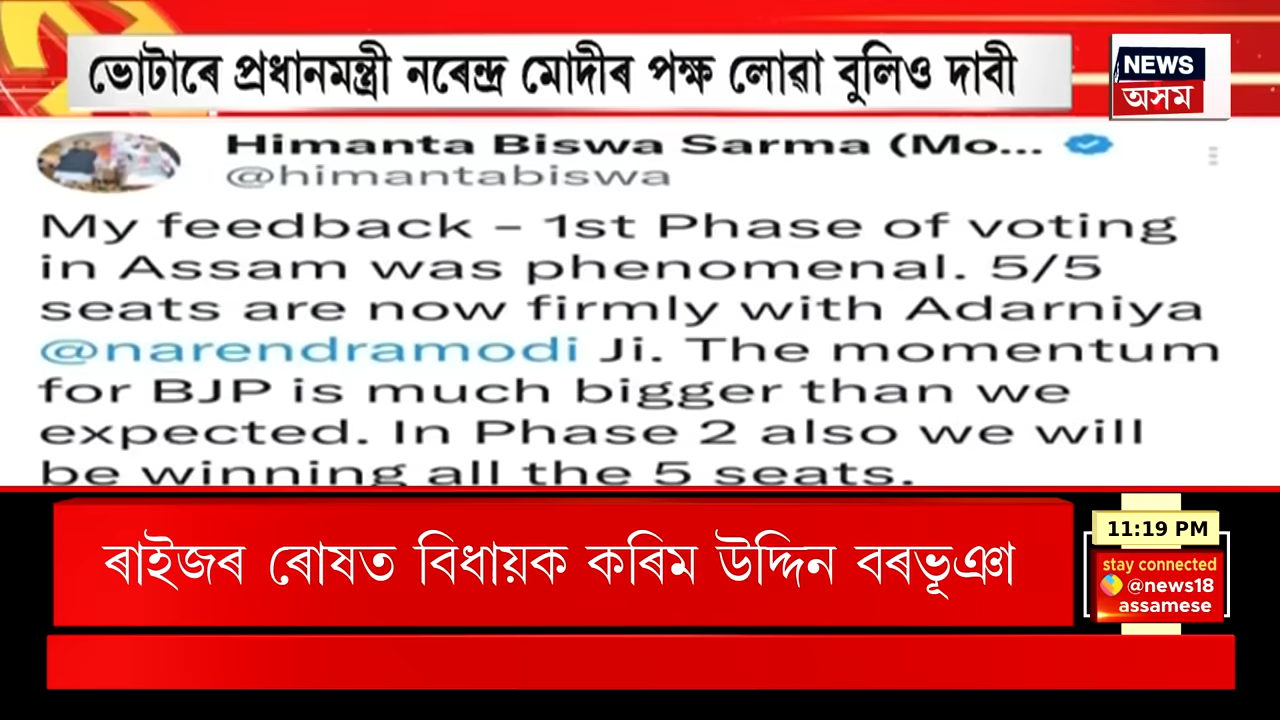 ভোটাৰে প্ৰধানমন্ত্ৰী নৰেন্দ্ৰ মোদীৰ পক্ষ লোৱা বুলিও দাবী
NEWS
অসম
Himanta Biswa Sarma (Mo...
@himantabiswa
My feedback – 1st Phase of voting
in Assam was phenomenal. 5/5
seats are now firmly with Adarniya
@narendramodi Ji. The momentum
for BJP is much bigger than we
expected. In Phase 2 also we will
be winning all the 5 seats.
ৰাইজৰ ৰোষত বিধায়ক কৰিম উদ্দিন বৰভূঞা
11:19 PM
stay connected
@news18
assamese